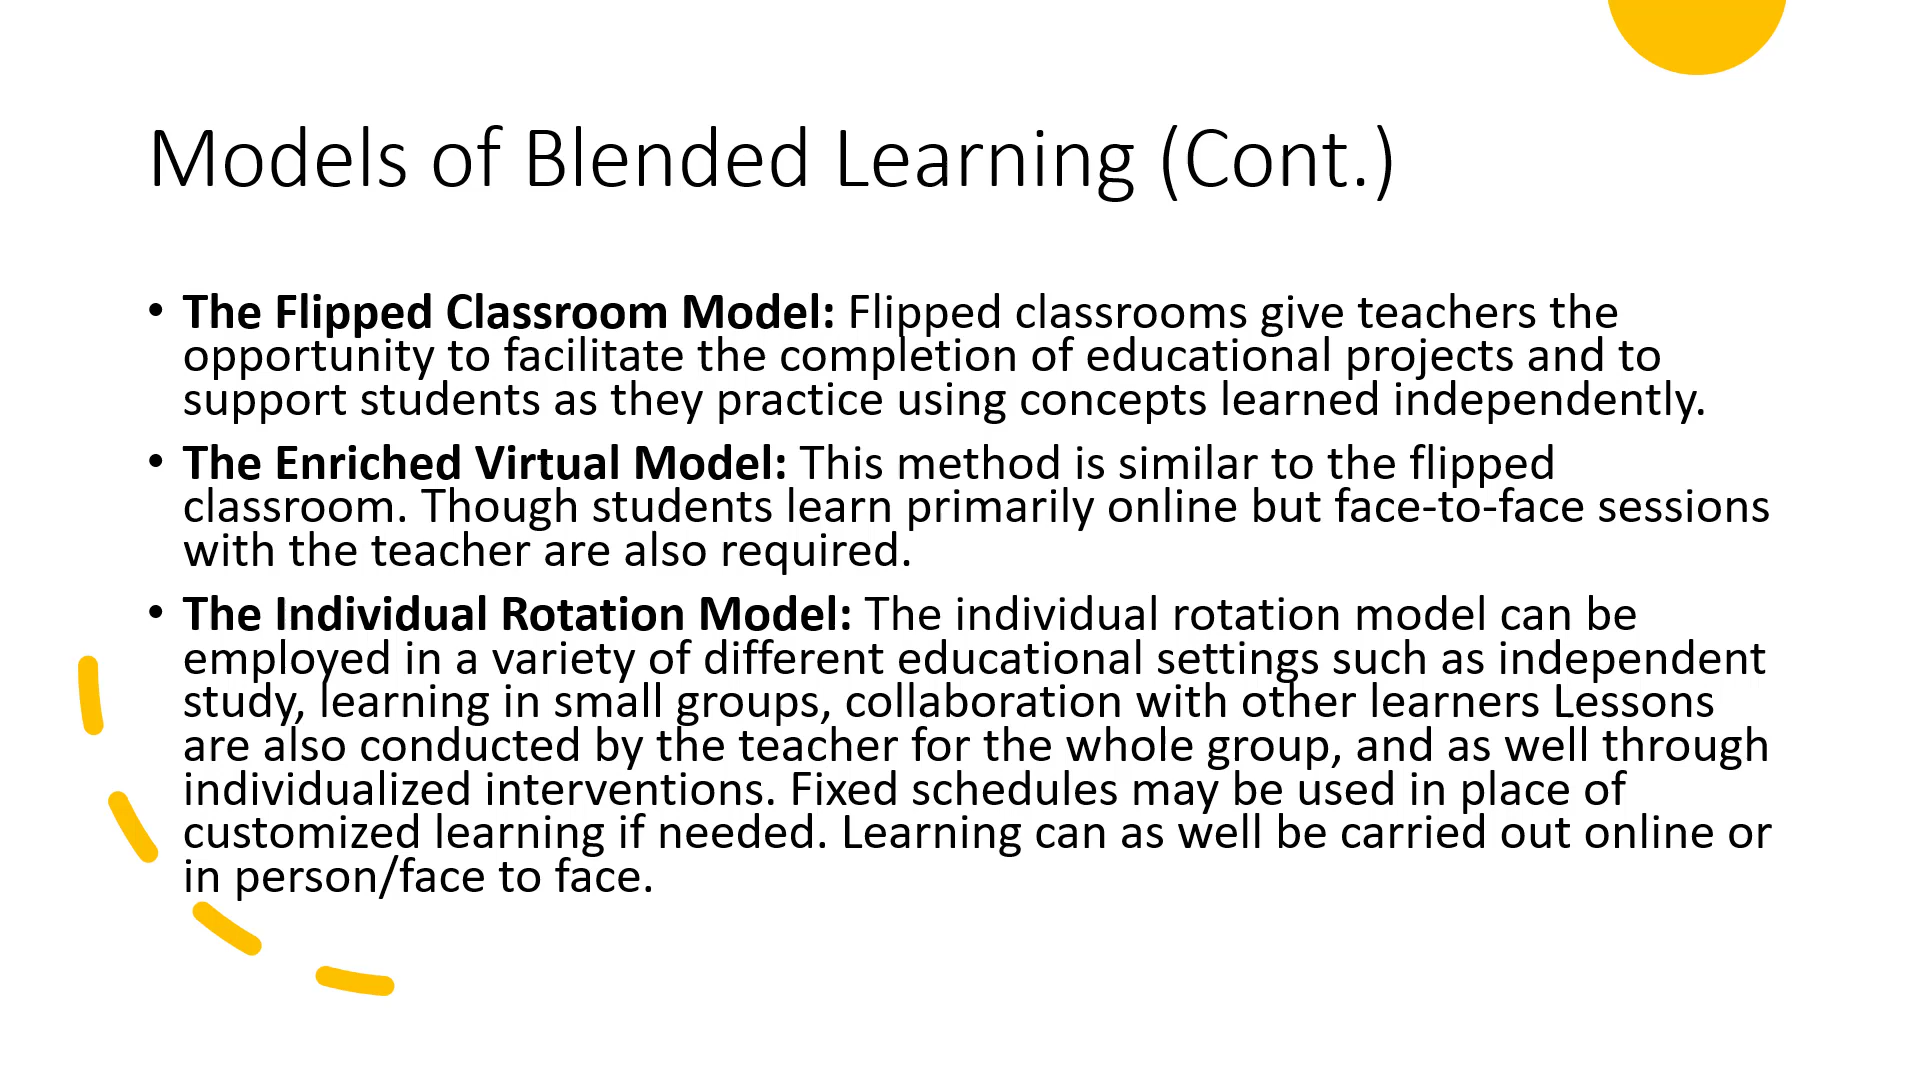 Models of Blended Learning (Cont.)
• The Flipped Classroom Model: Flipped classrooms give teachers the
opportunity to facilitate the completion of educational projects and to
support students as they practice using concepts learned independently.
• The Enriched Virtual Model: This method is similar to the flipped
classroom. Though students learn primarily online but face-to-face sessions
with the teacher are also required.
• The Individual Rotation Model: The individual rotation model can be
employed in a variety of different educational settings such as independent
study, learning in small groups, collaboration with other learners Lessons
are also conducted by the teacher for the whole group, and as well through
individualized interventions. Fixed schedules may be used in place of
customized learning if needed. Learning can as well be carried out online or
in person/face to face.